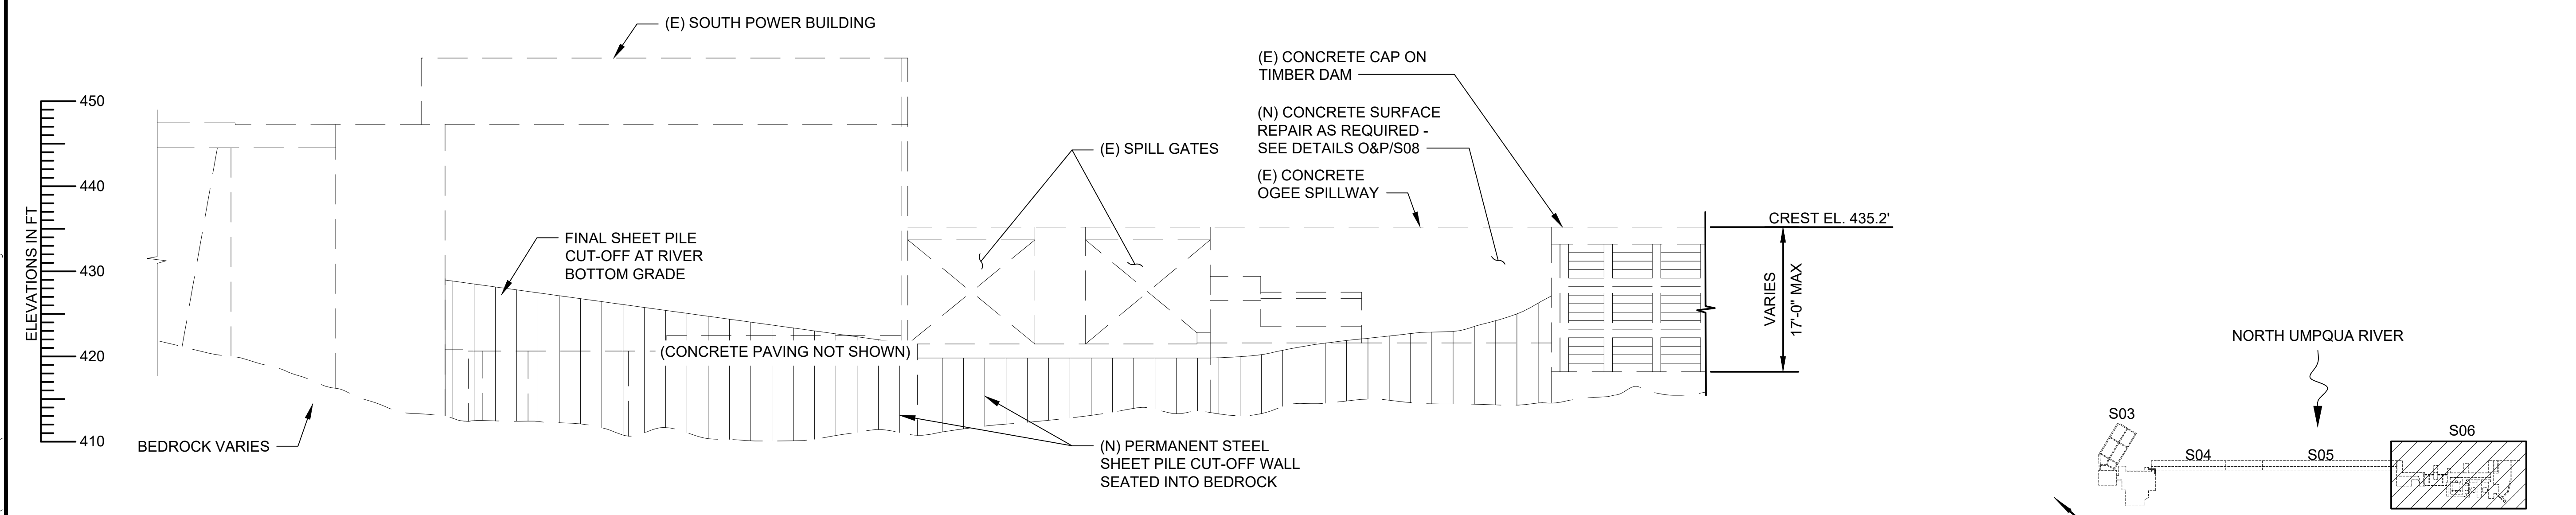 (E) SOUTH POWER BUILDING
(E) CONCRETE CAP ON
TIMBER DAM
(N) CONCRETE SURFACE
REPAIR AS REQUIRED -
SEE DETAILS O&P/S08
(E) CONCRETE
OGEE SPILLWAY
(E) SPILL GATES
CREST EL. 435.2'
VARIES
17'-0" MAX
ELEVATIONS IN FT
450
440
430
420
410
FINAL SHEET PILE
CUT-OFF AT RIVER
BOTTOM GRADE
(CONCRETE PAVING NOT SHOWN)
BEDROCK VARIES
(N) PERMANENT STEEL
SHEET PILE CUT-OFF WALL
SEATED INTO BEDROCK
NORTH UMPQUA RIVER
S03
S04
S05
S06